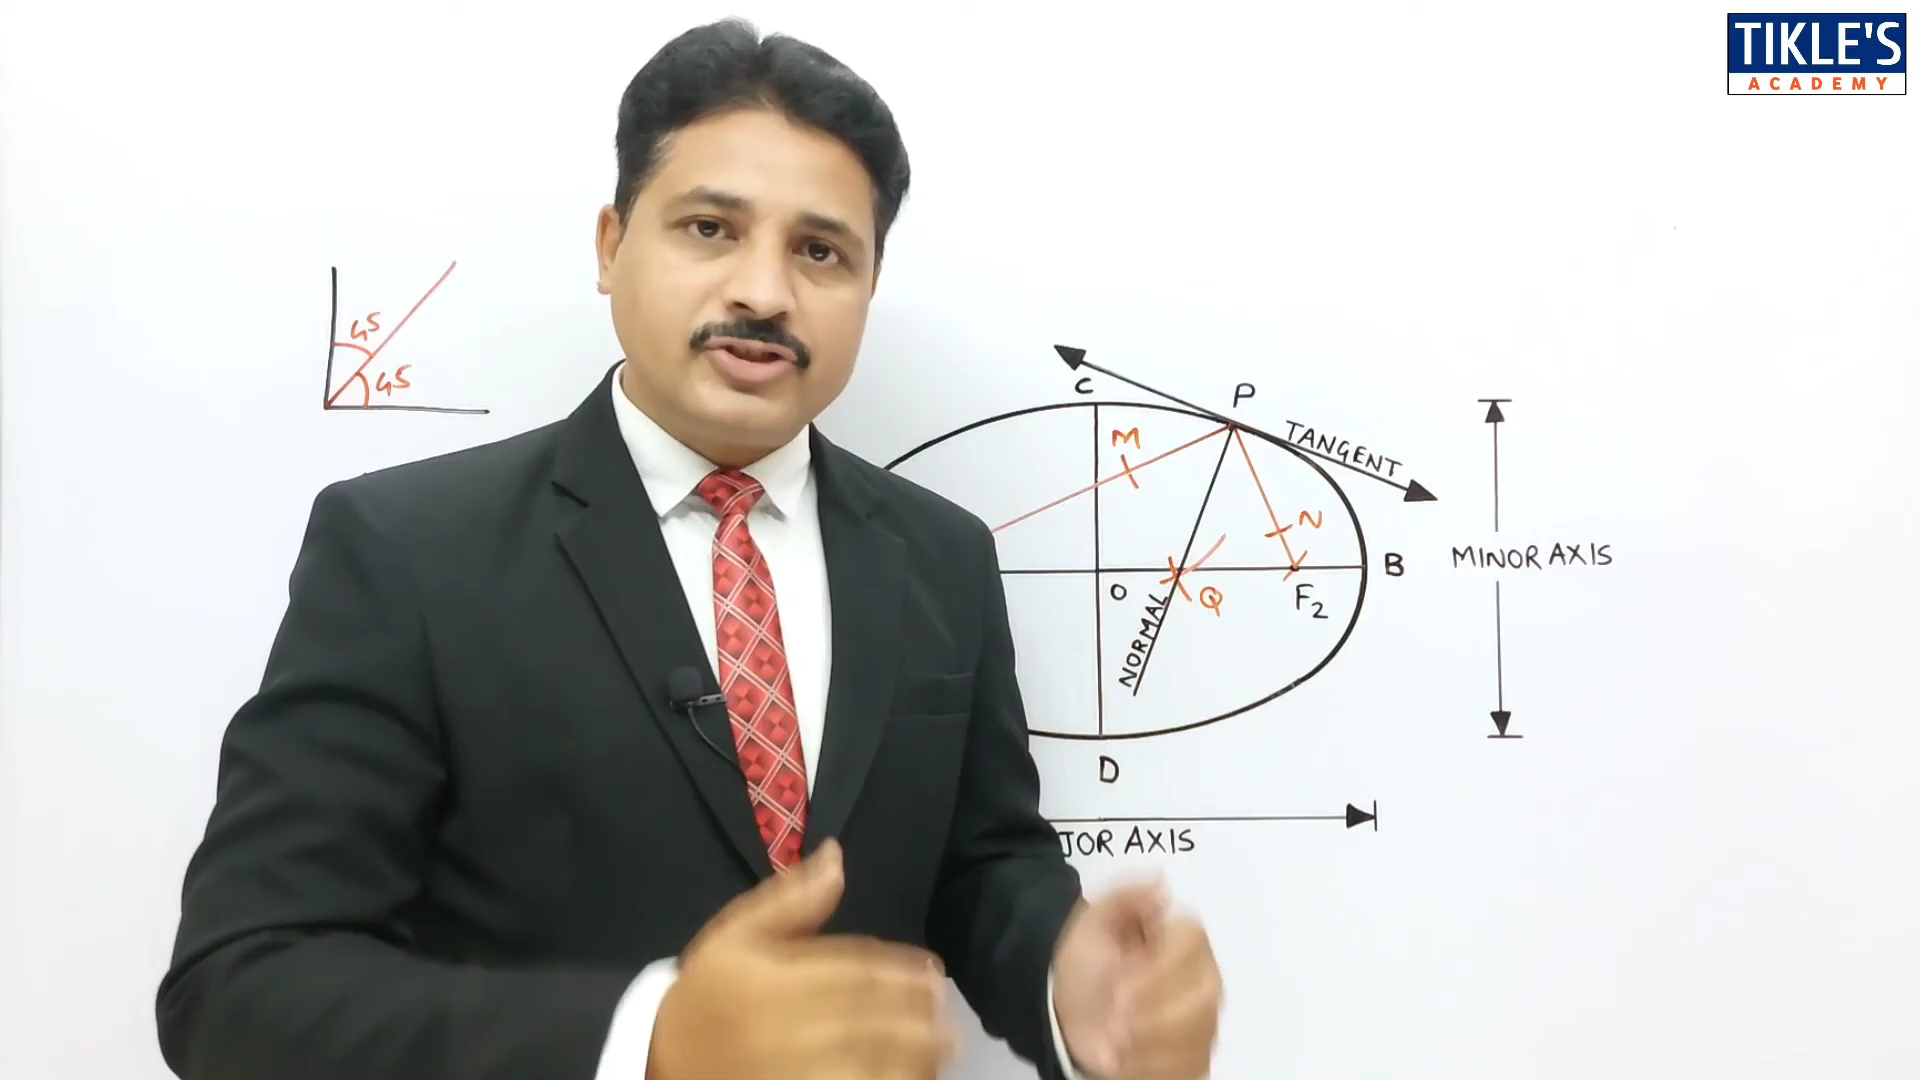 TIKLE'S
ACADEMY
45
45
C
P
TANGENT
M
N
MINOR AXIS
B
O
Q
F2
NORMAL
D
JOR AXIS